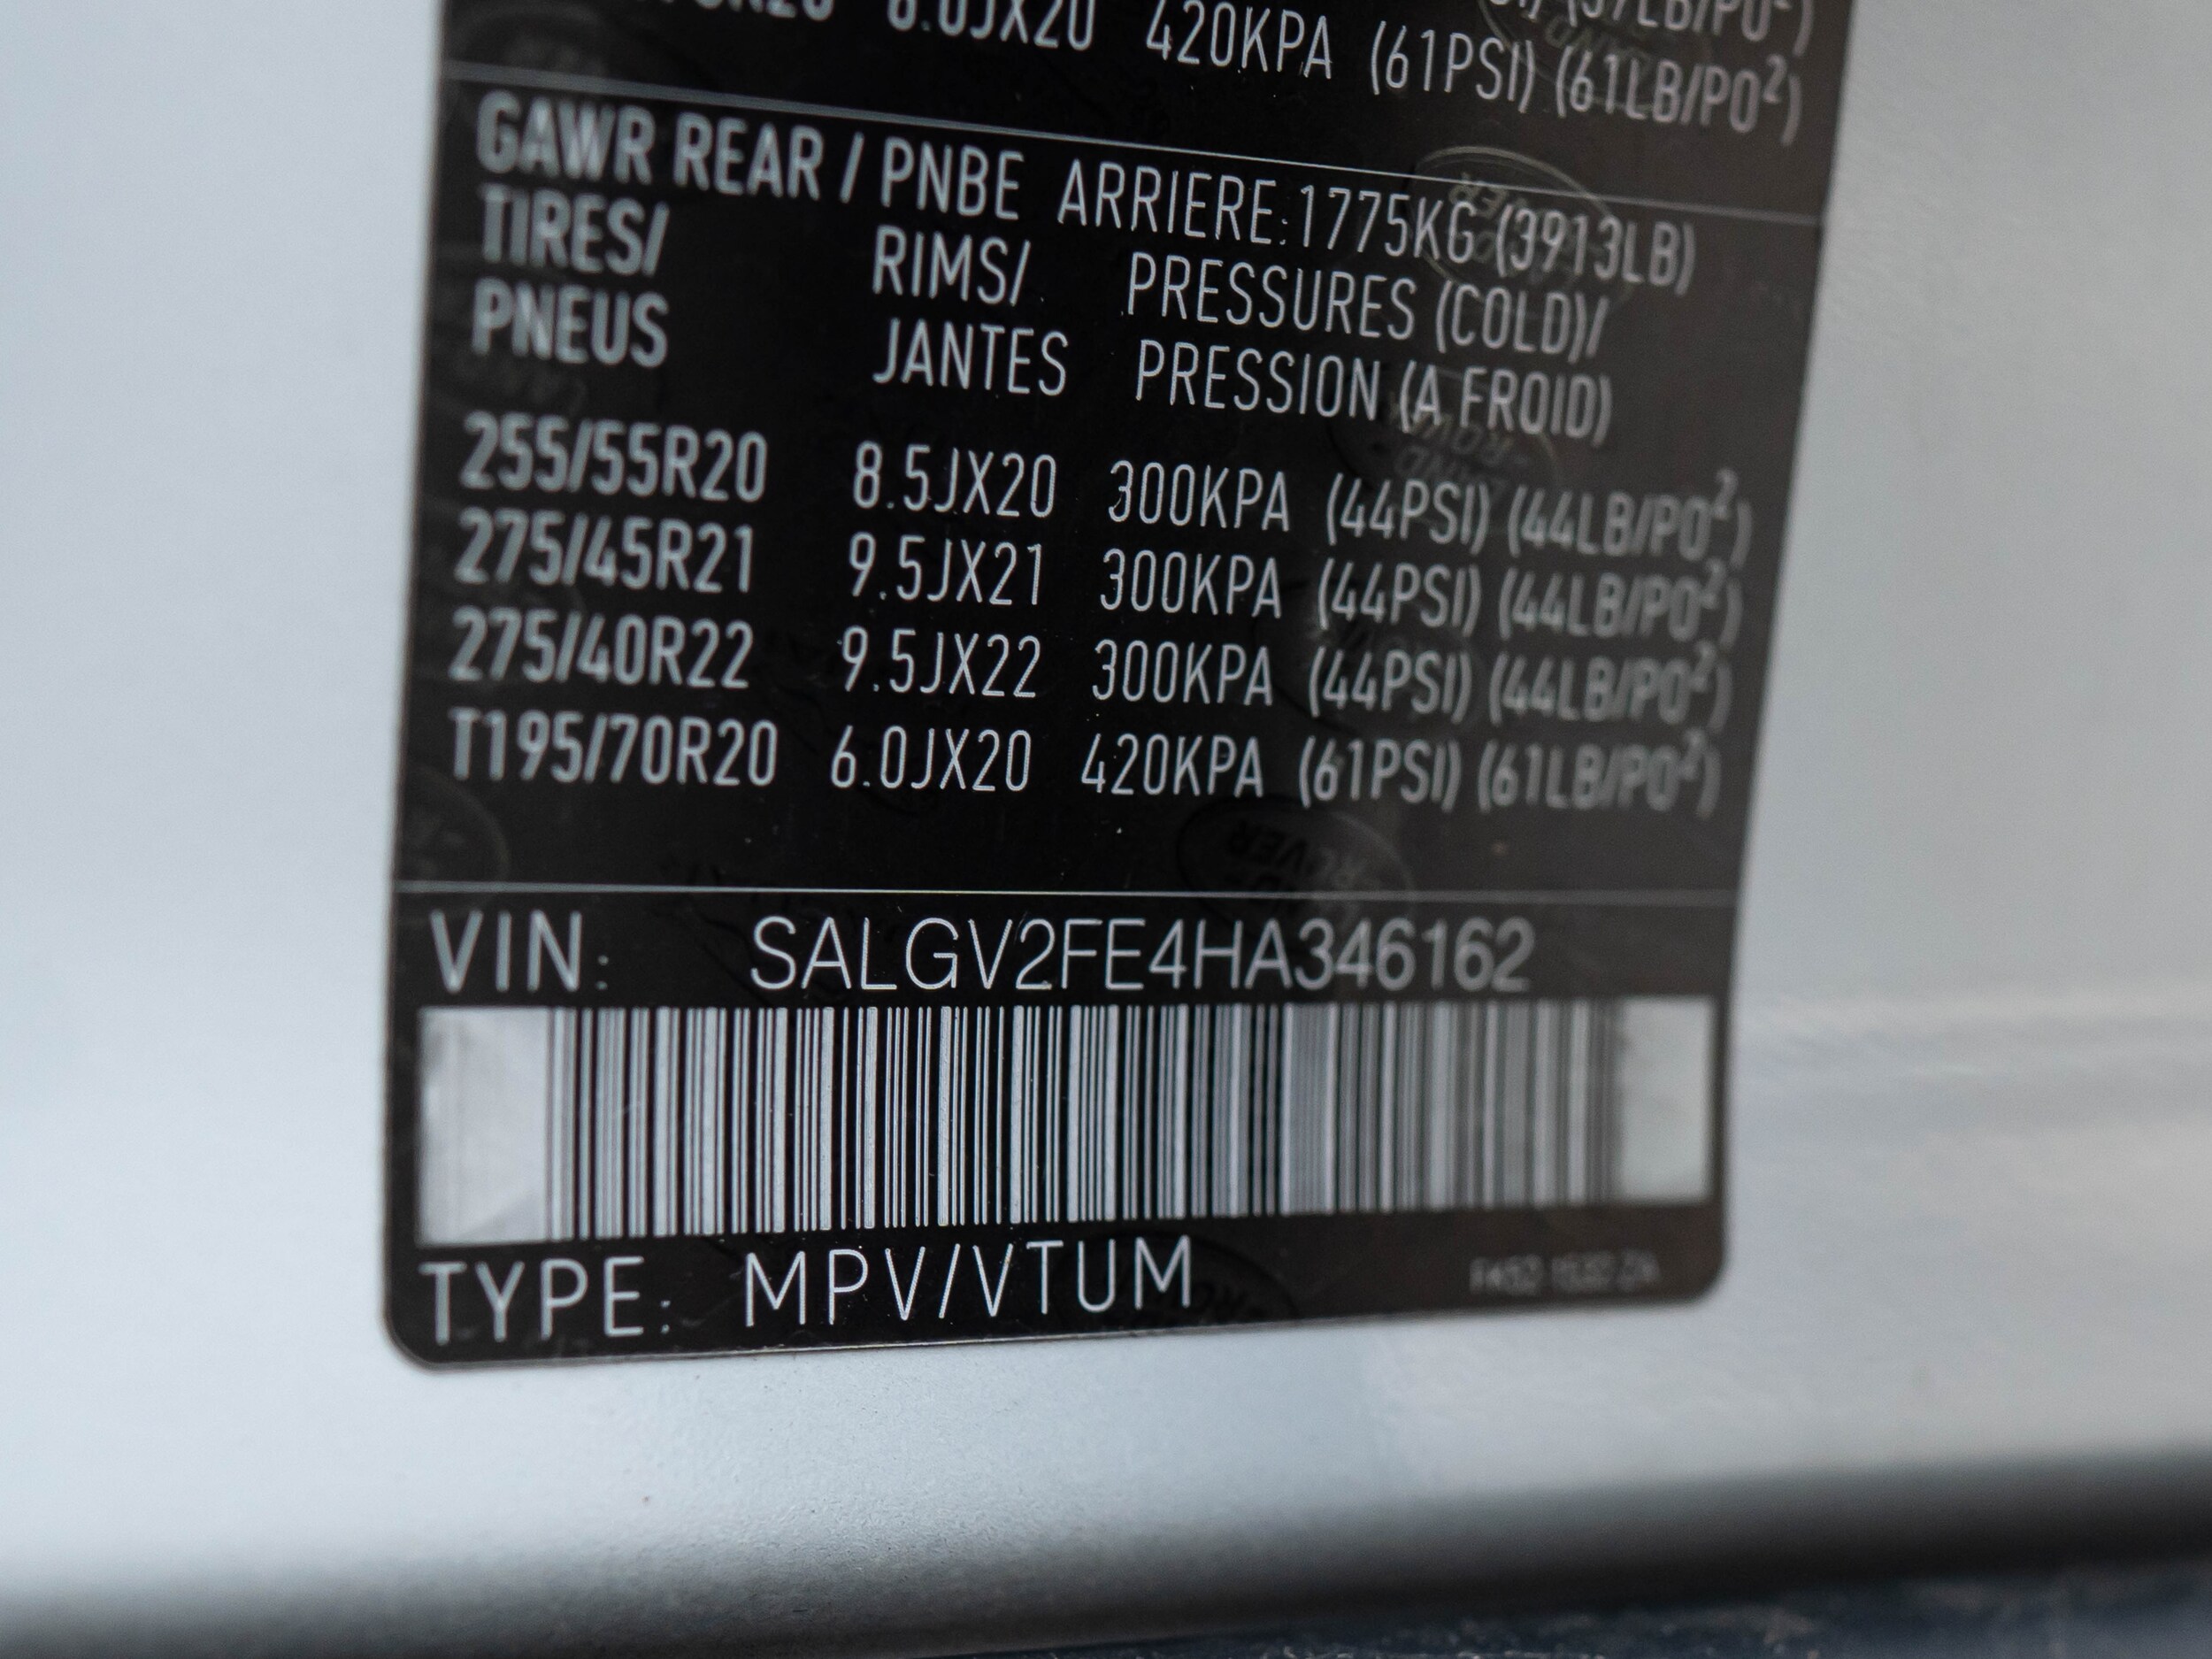 6.0JX20 420KPA (61PSI) (61LB/PO²)
GAWR REAR / PNBE ARRIERE:1775KG (3913LB)
TIRES/ RIMS/ PRESSURES (COLD)/
PNEUS JANTES PRESSION (A FROID)
255/55R20 8.5JX20 300KPA (44PSI) (44LB/PO²)
275/45R21 9.5JX21 300KPA (44PSI) (44LB/PO²)
275/40R22 9.5JX22 300KPA (44PSI) (44LB/PO²)
T195/70R20 6.0JX20 420KPA (61PSI) (61LB/PO²)
VIN: SALGV2FE4HA346162
TYPE: MPV/VTUM